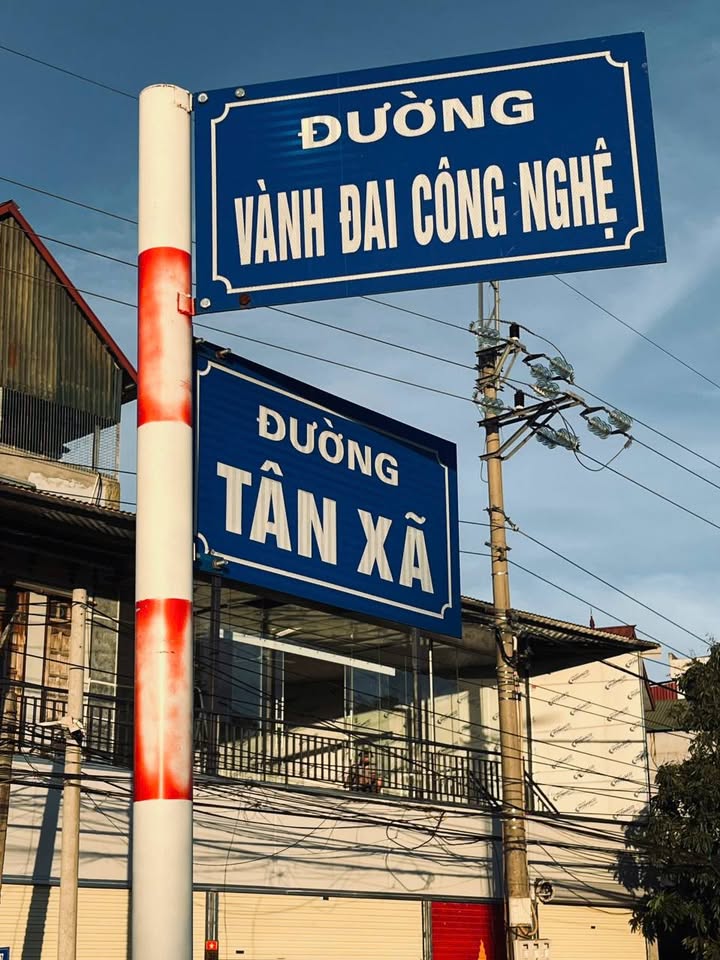 ĐƯỜNG
VÀNH ĐAI CÔNG NGHỆ
ĐƯỜNG
TÂN XÃ